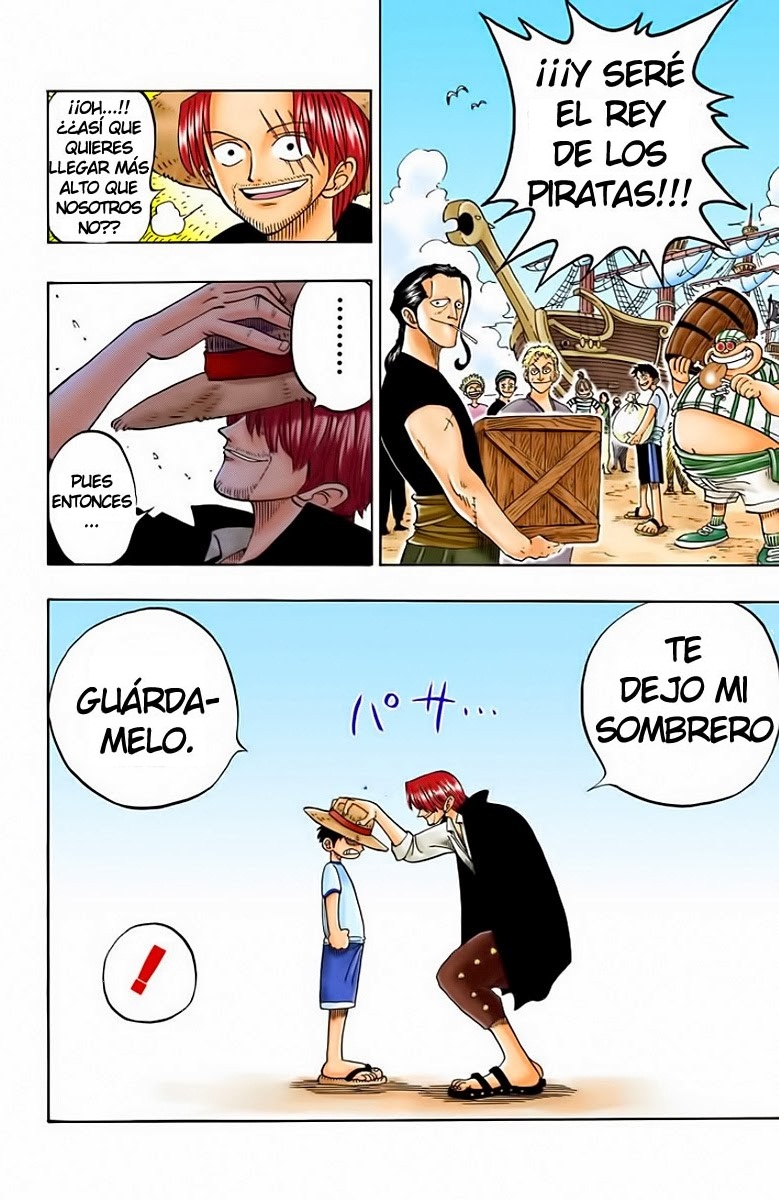 ¡¡¡Y SERÉ
EL REY
DE LOS
PIRATAS!!!
¡¡OH...!!
¿¿ASÍ QUE
QUIERES
LLEGAR MÁS
ALTO QUE
NOSOTROS
NO??
........
PUES
ENTONCES
...
TE
DEJO MI
SOMBRERO
パサ...
GUÁRDA-
MELO.
!